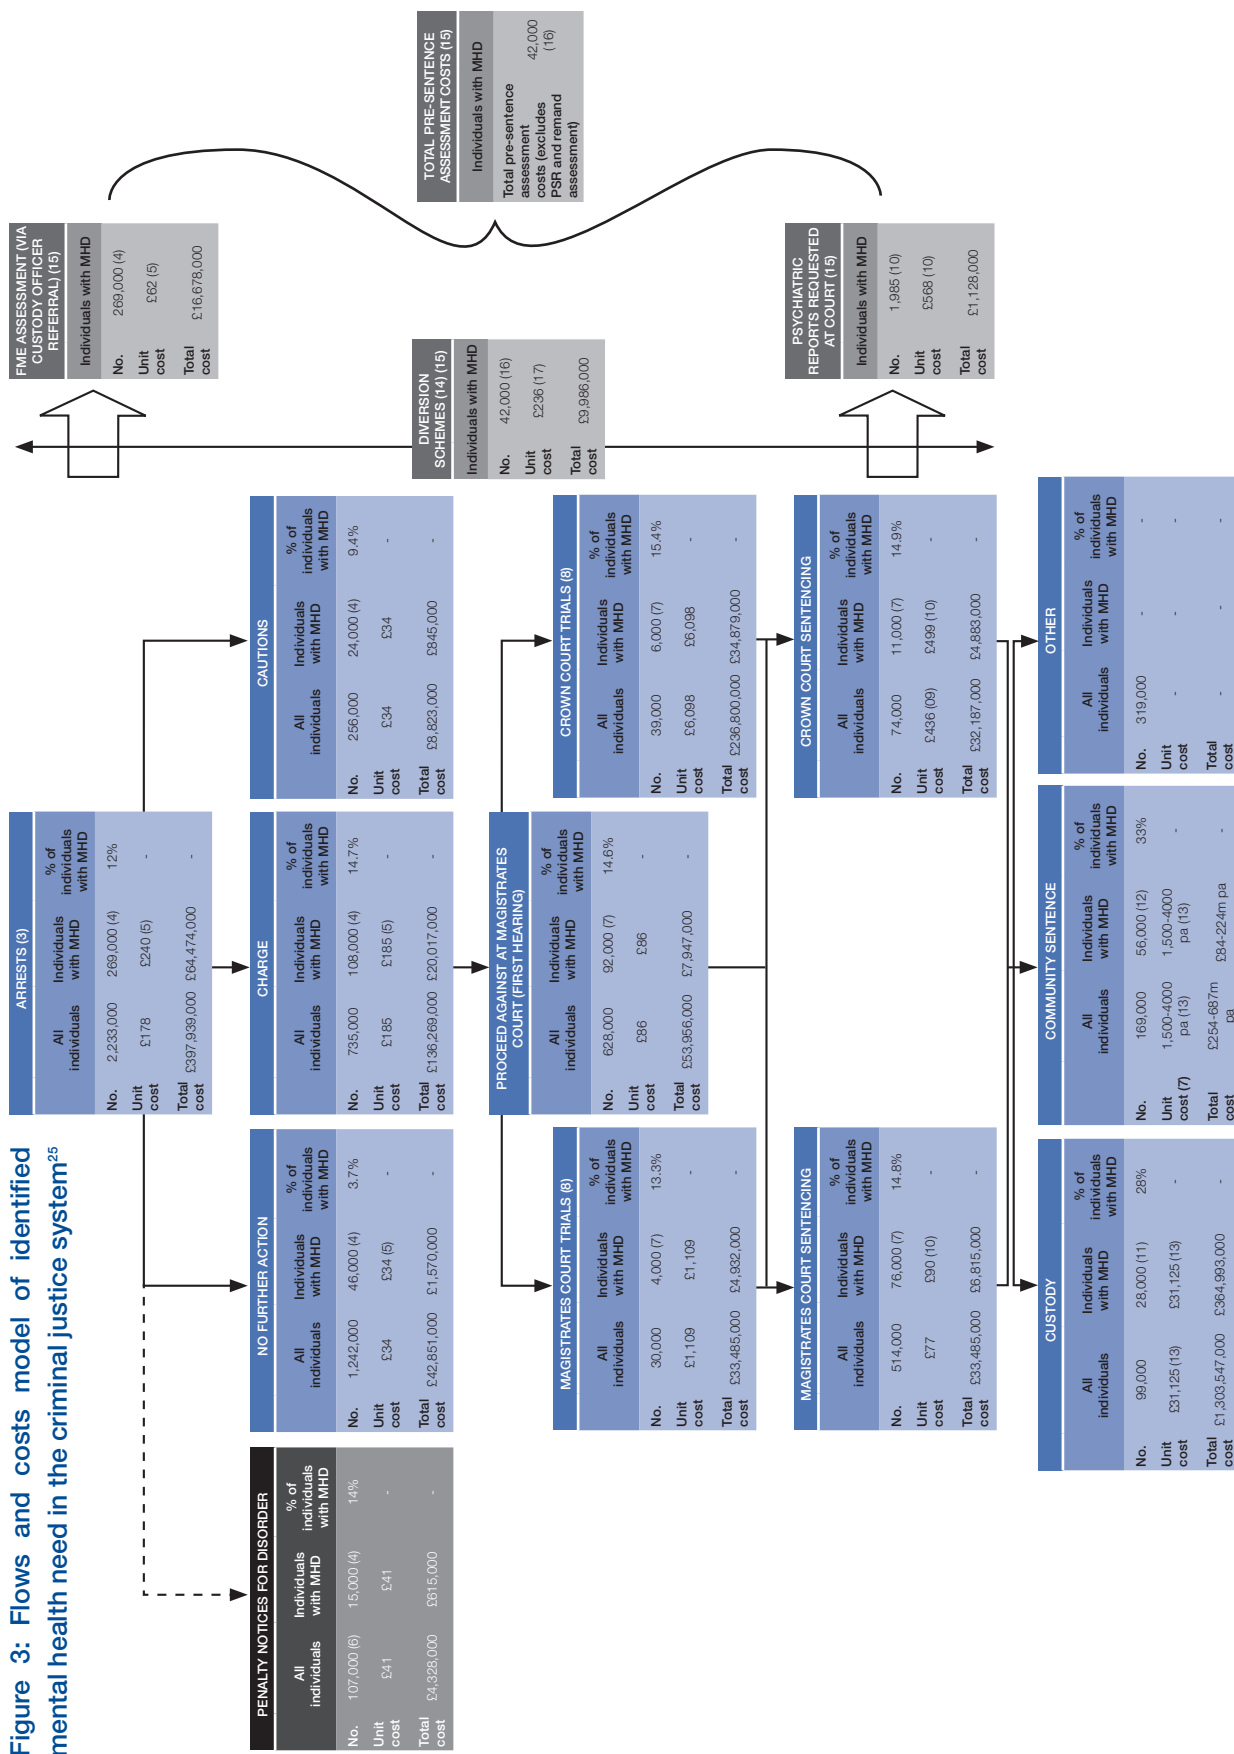 Figure 3: Flows and costs model of identified
mental health need in the criminal justice system25
ARRESTS (3)
All individuals | Individuals with MHD | % of individuals with MHD
No. 2,233,000 269,000 (4) 12%
Unit cost £178 £240 (5) -
Total cost £397,939,000 £64,474,000 -
PENALTY NOTICES FOR DISORDER
All individuals | Individuals with MHD | % of individuals with MHD
No. 107,000 (6) 15,000 (4) 14%
Unit cost £41 £41 -
Total cost £4,328,000 £615,000 -
NO FURTHER ACTION
All individuals | Individuals with MHD | % of individuals with MHD
No. 1,242,000 46,000 (4) 3.7%
Unit cost £34 £34 (5) -
Total cost £42,851,000 £1,570,000 -
CHARGE
All individuals | Individuals with MHD | % of individuals with MHD
No. 735,000 108,000 (4) 14.7%
Unit cost £185 £185 (5) -
Total cost £136,269,000 £20,017,000 -
CAUTIONS
All individuals | Individuals with MHD | % of individuals with MHD
No. 256,000 24,000 (4) 9.4%
Unit cost £34 £34 -
Total cost £8,823,000 £845,000 -
MAGISTRATES COURT TRIALS (8)
All individuals | Individuals with MHD | % of individuals with MHD
No. 30,000 4,000 (7) 13.3%
Unit cost £1,109 £1,109 -
Total cost £33,485,000 £4,932,000 -
PROCEED AGAINST AT MAGISTRATES
COURT (FIRST HEARING)
All individuals | Individuals with MHD | % of individuals with MHD
No. 628,000 92,000 (7) 14.6%
Unit cost £86 £86 -
Total cost £53,956,000 £7,947,000 -
CROWN COURT TRIALS (8)
All individuals | Individuals with MHD | % of individuals with MHD
No. 39,000 6,000 (7) 15.4%
Unit cost £6,098 £6,098 -
Total cost £236,800,000 £34,879,000 -
MAGISTRATES COURT SENTENCING
All individuals | Individuals with MHD | % of individuals with MHD
No. 514,000 76,000 (7) 14.8%
Unit cost £77 £90 (10) -
Total cost £33,485,000 £6,815,000 -
CROWN COURT SENTENCING
All individuals | Individuals with MHD | % of individuals with MHD
No. 74,000 11,000 (7) 14.9%
Unit cost £436 (09) £499 (10) -
Total cost £32,187,000 £4,883,000 -
CUSTODY
All individuals | Individuals with MHD | % of individuals with MHD
No. 99,000 28,000 (11) 28%
Unit cost £31,125 (13) £31,125 (13) -
Total cost £1,303,547,000 £364,993,000 -
COMMUNITY SENTENCE
All individuals | Individuals with MHD | % of individuals with MHD
No. 169,000 56,000 (12) 33%
Unit cost (7) 1,500-4000 pa (13) 1,500-4000 pa (13) -
Total cost £254-687m pa £84-224m pa -
OTHER
All individuals | Individuals with MHD | % of individuals with MHD
No. 319,000 - -
Unit cost - - -
Total cost - - -
FME ASSESSMENT (VIA
CUSTODY OFFICER
REFERRAL) (15)
Individuals with MHD
No. 269,000 (4)
Unit cost £62 (5)
Total cost £16,678,000
DIVERSION
SCHEMES (14) (15)
Individuals with MHD
No. 42,000 (16)
Unit cost £236 (17)
Total cost £9,986,000
PSYCHIATRIC
REPORTS REQUESTED
AT COURT (15)
Individuals with MHD
No. 1,985 (10)
Unit cost £568 (10)
Total cost £1,128,000
TOTAL PRE-SENTENCE
ASSESSMENT COSTS (15)
Individuals with MHD
Total pre-sentence assessment costs (excludes PSR and remand assessment) 42,000 (16)